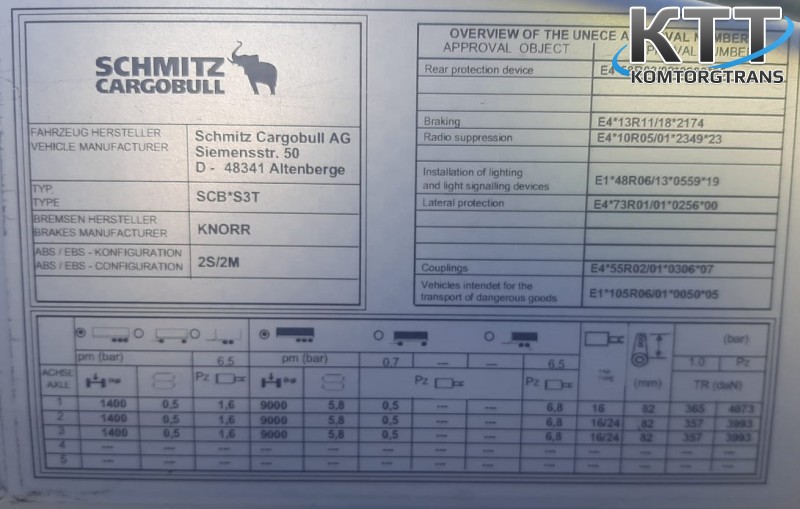 SCHMITZ
CARGOBULL
FAHRZEUG HERSTELLER
VEHICLE MANUFACTURER
Schmitz Cargobull AG
Siemensstr. 50
D - 48341 Altenberge
TYP.
TYPE
SCB*S3T
BREMSEN HERSTELLER
BRAKES MANUFACTURER
KNORR
ABS / EBS - KONFIGURATION
ABS / EBS - CONFIGURATION
2S/2M
OVERVIEW OF THE UNECE APPROVAL NUMBER
APPROVAL OBJECT APPROVAL NUMBER
KTT
KOMTORGTRANS
Rear protection device
Braking E4*13R11/18*2174
Radio suppression E4*10R05/01*2349*23
Installation of lighting
and light signalling devices E1*48R06/13*0559*19
Lateral protection E4*73R01/01*0256*00
Couplings E4*55R02/01*0306*07
Vehicles intendet for the
transport of dangerous goods E1*105R06/01*0050*05
(bar)
pm (bar) 6.5 pm (bar) 0.7 --- --- 6.5 1.0 Pz
ACHSE
AXLE Pz Pz Pz (mm) TR (daN)
1 1400 0,5 1,6 9000 5,8 0,5 --- --- 6,8 16 82 365 4873
2 1400 0,5 1,6 9000 5,8 0,5 --- --- 6,8 16/24 82 357 3993
3 1400 0,5 1,6 9000 5,8 0,5 --- --- 6,8 16/24 82 357 3993
4 --- --- --- --- --- --- --- --- --- --- --- --- ---
5 --- --- --- --- --- --- --- --- --- --- --- --- ---